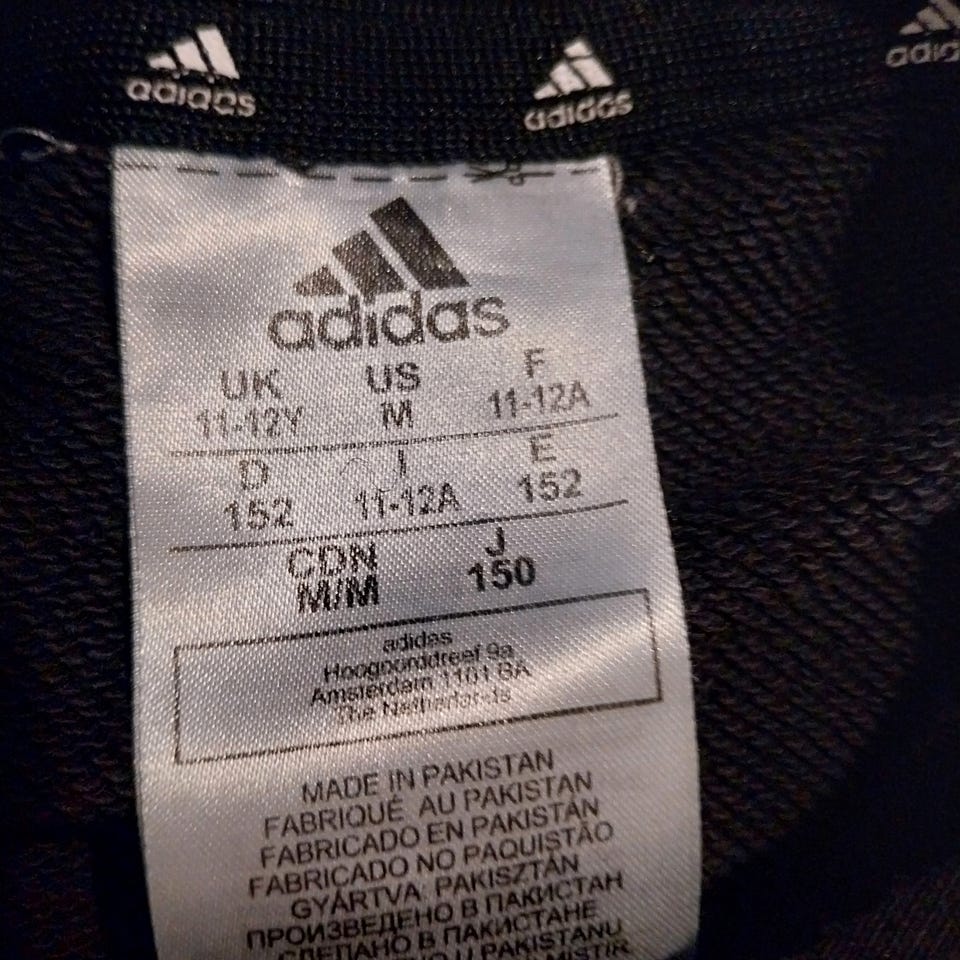 adidas adidas adidas
adidas
UK US F
11-12Y M 11-12A
D I E
152 11-12A 152
CDN J
M/M 150
adidas
Hoogoorddreef 9a
Amsterdam 1101 BA
The Netherlands
MADE IN PAKISTAN
FABRIQUÉ AU PAKISTAN
FABRICADO EN PAKISTÁN
FABRICADO NO PAQUISTÃO
GYÁRTVA: PAKISZTÁN
ПРОИЗВЕДЕНО В ПАКИСТАН
СДЕЛАНО В ПАКИСТАНЕ
U PAKISTANU